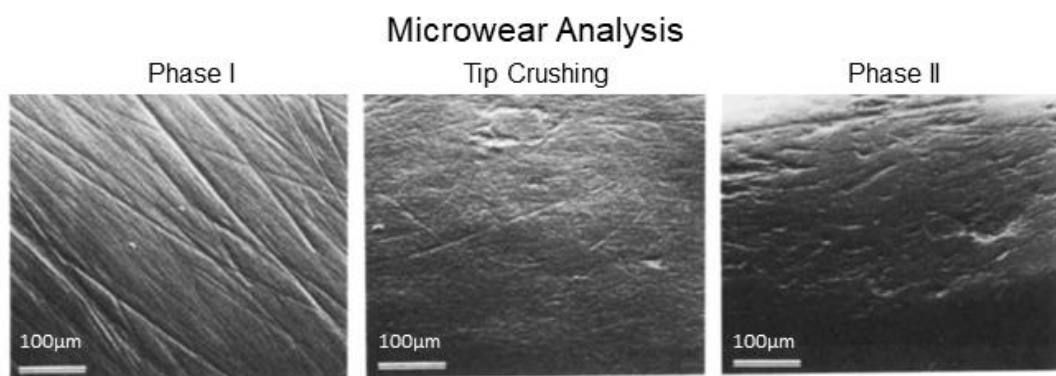 Microwear Analysis
Phase I
Tip Crushing
Phase II
100μm
100μm
100μm